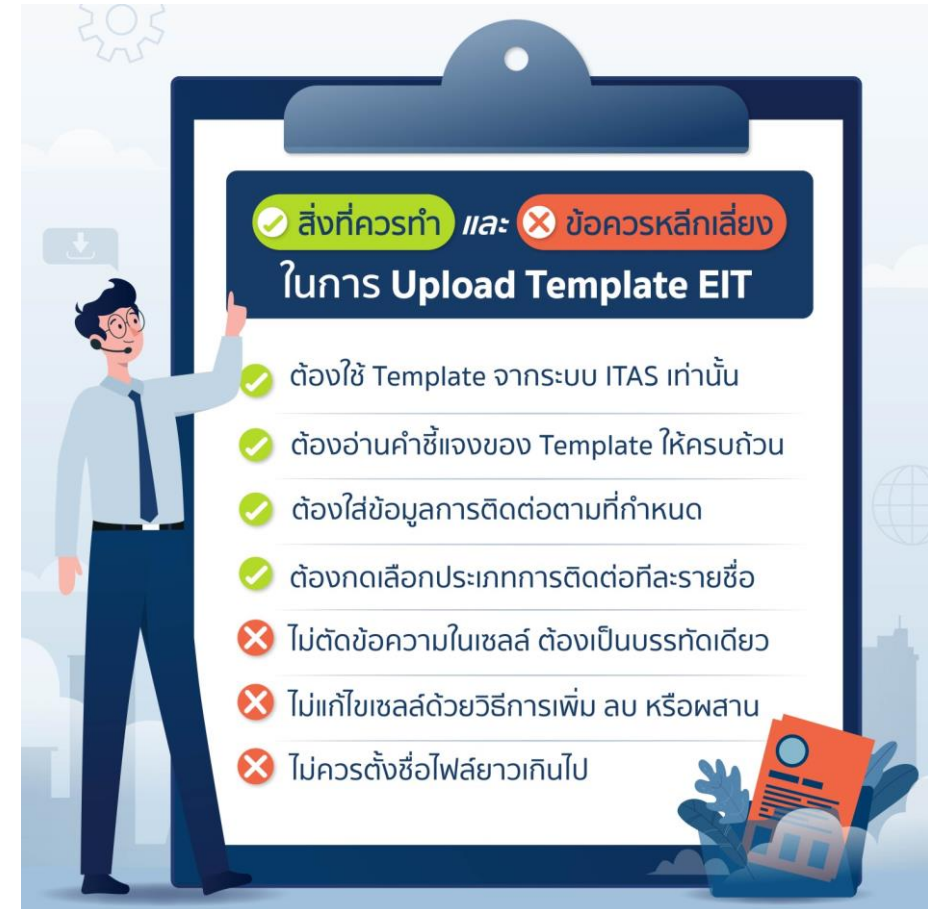 สิ่งที่ควรทำ และ ข้อควรหลีกเลี่ยง
ในการ Upload Template EIT
ต้องใช้ Template จากระบบ ITAS เท่านั้น
ต้องอ่านคำชี้แจงของ Template ให้ครบถ้วน
ต้องใส่ข้อมูลการติดต่อตามที่กำหนด
ต้องกดเลือกประเภทการติดต่อทีละรายชื่อ
ไม่ตัดข้อความในเซลล์ ต้องเป็นบรรทัดเดียว
ไม่แก้ไขเซลล์ด้วยวิธีการเพิ่ม ลบ หรือผสาน
ไม่ควรตั้งชื่อไฟล์ยาวเกินไป